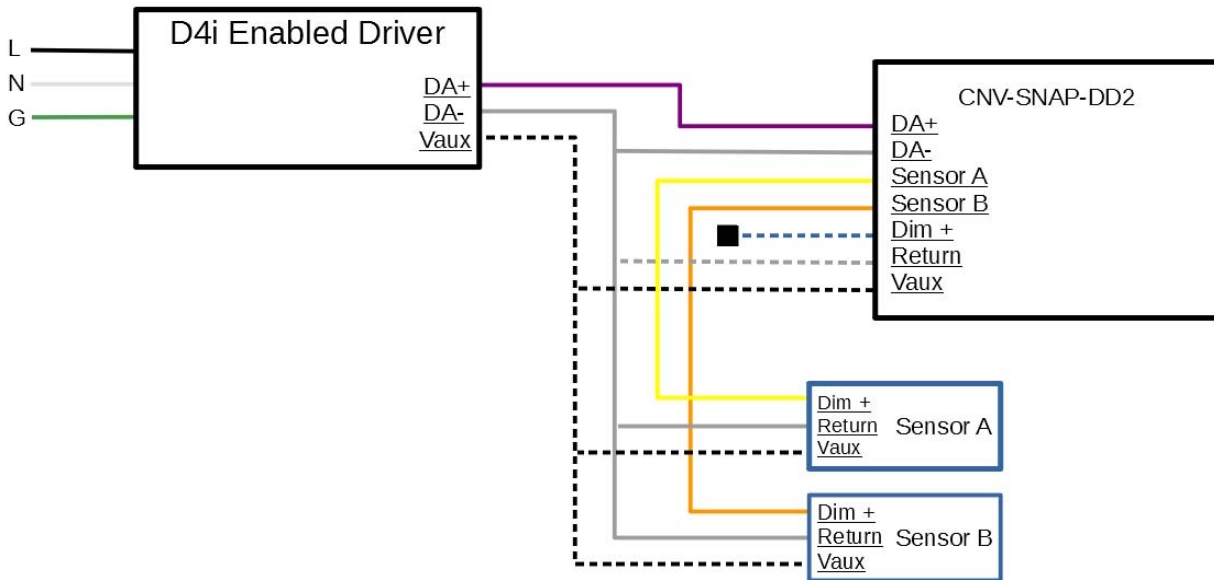 D4i Enabled Driver
L
N
G
DA+
DA-
Vaux
CNV-SNAP-DD2
DA+
DA-
Sensor A
Sensor B
Dim +
Return
Vaux
Dim +
Return
Vaux
Sensor A
Dim +
Return
Vaux
Sensor B